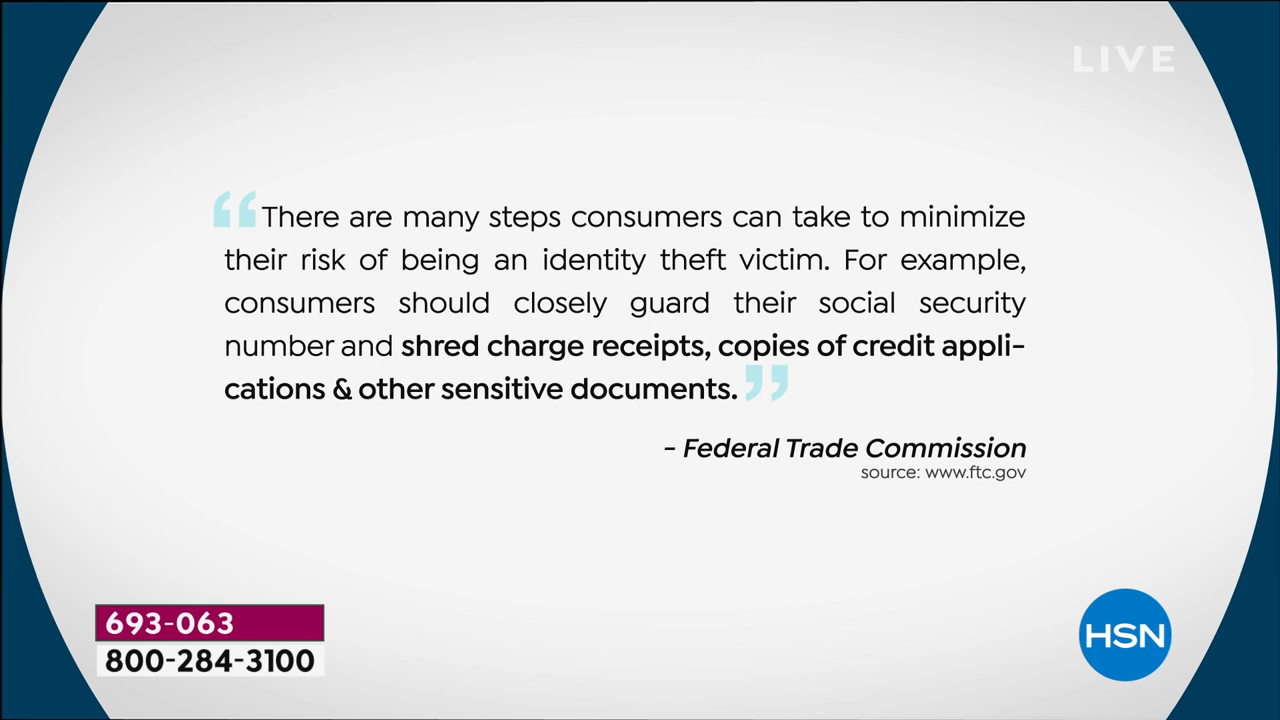 LIVE
“There are many steps consumers can take to minimize
their risk of being an identity theft victim. For example,
consumers should closely guard their social security
number and shred charge receipts, copies of credit appli-
cations & other sensitive documents.”
- Federal Trade Commission
source: www.ftc.gov
693-063
800-284-3100
HSN